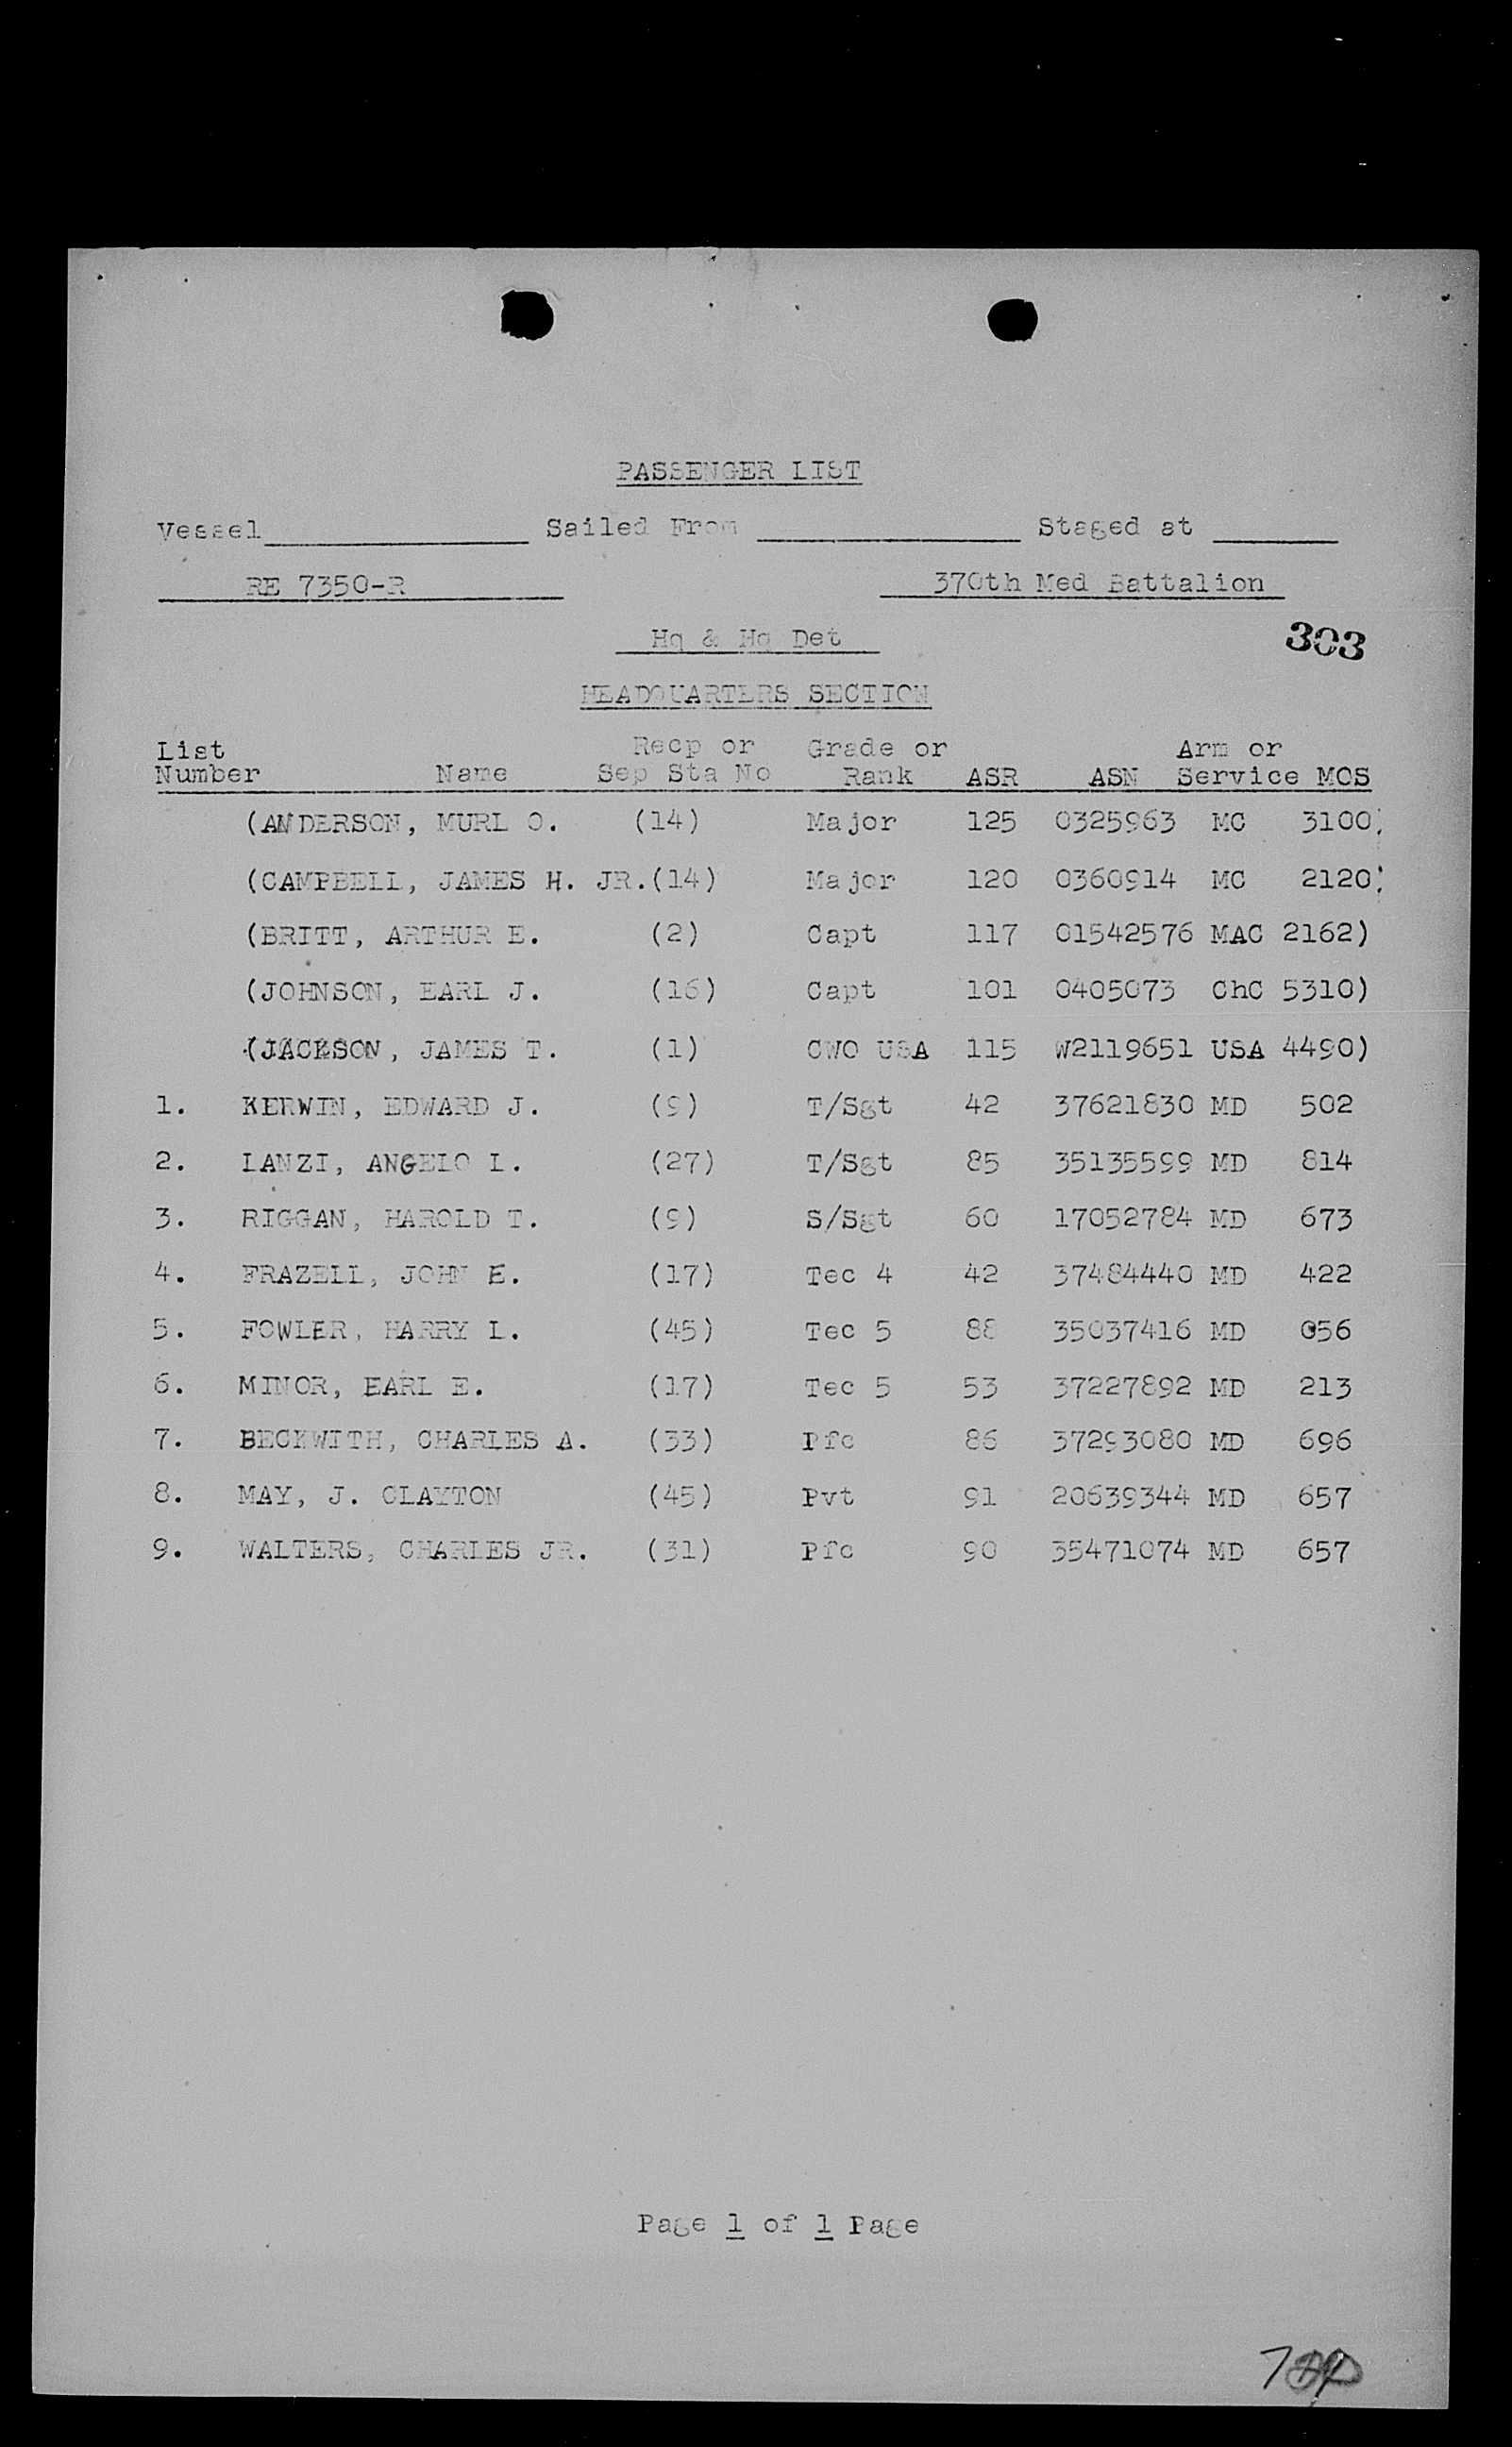 PASSENGER LIST
Vessel Sailed From Staged at
RE 7350-R 370th Med Battalion
Hq & Hq Det 303
HEADQUARTERS SECTION
List Recp or Grade or Arm or
Number Name Sep Sta No Rank ASR ASN Service MOS
(ANDERSON, MURL O. (14) Major 125 0325963 MC 3100)
(CAMPBELL, JAMES H. JR.(14) Major 120 0360914 MC 2120)
(BRITT, ARTHUR E. (2) Capt 117 01542576 MAC 2162)
(JOHNSON, EARL J. (16) Capt 101 0405073 ChC 5310)
(JACKSON, JAMES T. (1) CWO USA 115 W2119651 USA 4490)
1. KERWIN, EDWARD J. (9) T/Sgt 42 37621830 MD 502
2. LANZI, ANGELO L. (27) T/Sgt 85 35135599 MD 814
3. RIGGAN, HAROLD T. (9) S/Sgt 60 17052784 MD 673
4. FRAZELL, JOHN E. (17) Tec 4 42 37484440 MD 422
5. FOWLER, HARRY L. (45) Tec 5 88 35037416 MD 056
6. MINOR, EARL E. (17) Tec 5 53 37227892 MD 213
7. BECKWITH, CHARLES A. (33) Pfc 86 37293080 MD 696
8. MAY, J. CLAYTON (45) Pvt 91 20639344 MD 657
9. WALTERS, CHARLES JR. (31) Pfc 90 35471074 MD 657
Page 1 of 1 Page